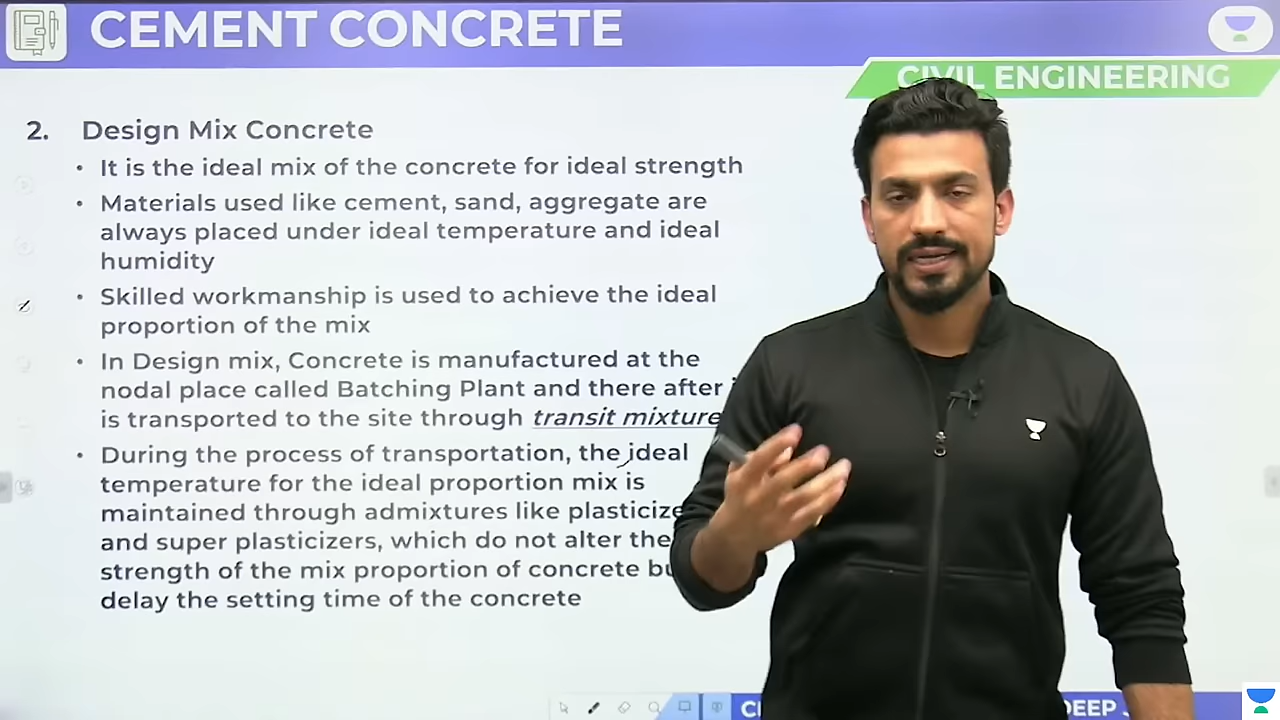 CEMENT CONCRETE
CIVIL ENGINEERING
2. Design Mix Concrete
• It is the ideal mix of the concrete for ideal strength
• Materials used like cement, sand, aggregate are
always placed under ideal temperature and ideal
humidity
• Skilled workmanship is used to achieve the ideal
proportion of the mix
• In Design mix, Concrete is manufactured at the
nodal place called Batching Plant and there after
is transported to the site through transit mixture
• During the process of transportation, the ideal
temperature for the ideal proportion mix is
maintained through admixtures like
and super plasticizers, which do not alter the
strength of the mix proportion of concrete
delay the setting time of the concrete
DEEP